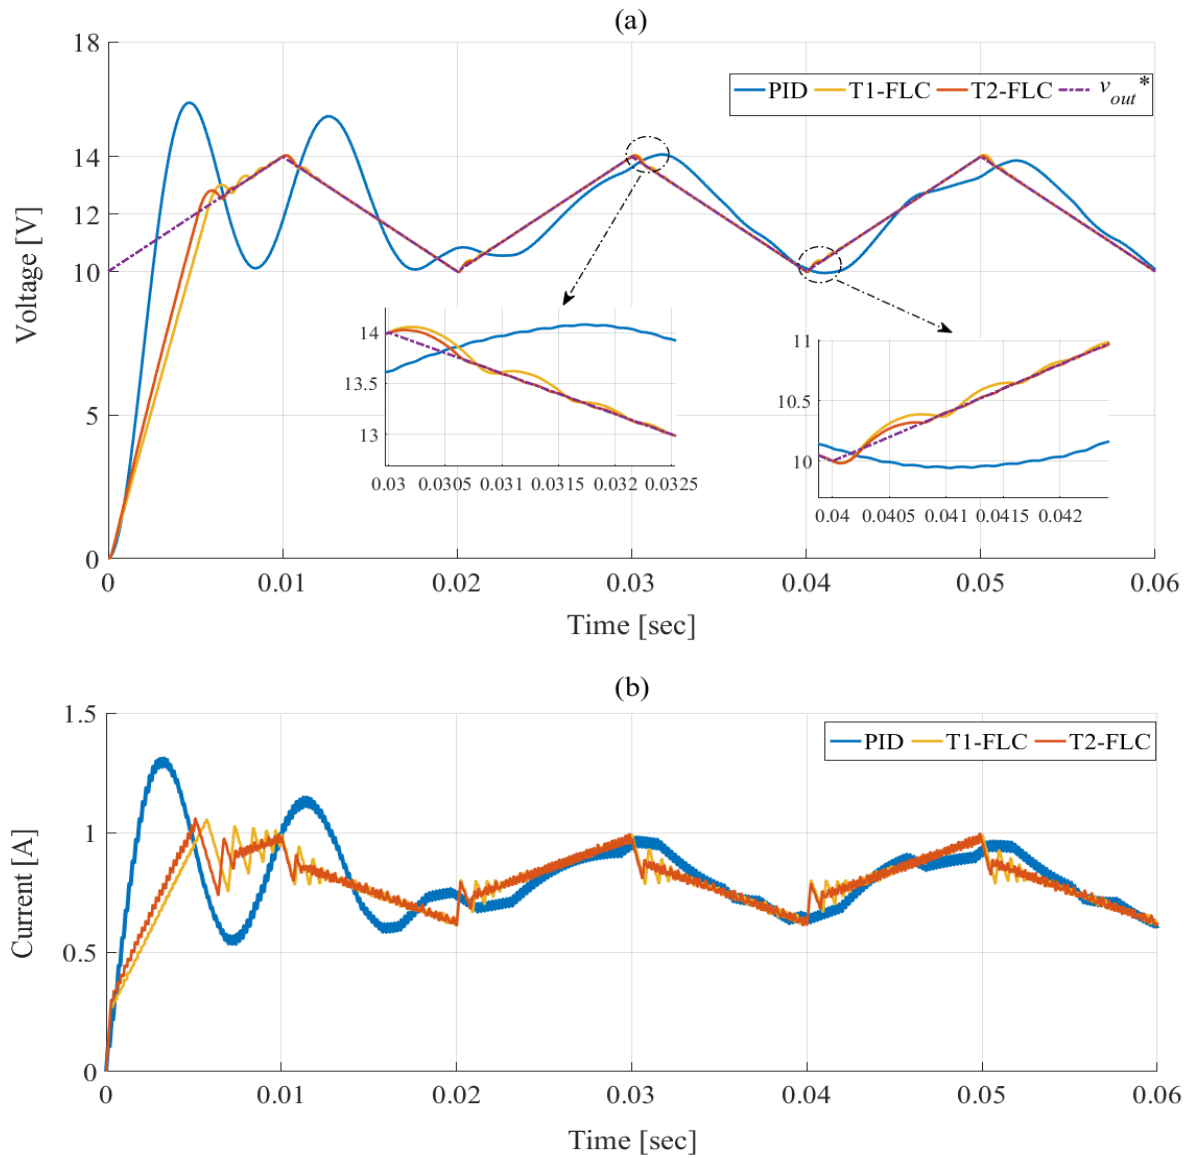 (a)
18
14
12
10
5
0
Voltage [V]
PID T1-FLC T2-FLC v_out*
14
13.5
13
0.03 0.0305 0.031 0.0315 0.032 0.0325
11
10.5
10
0.04 0.0405 0.041 0.0415 0.042
0 0.01 0.02 0.03 0.04 0.05 0.06
Time [sec]
(b)
1.5
1
0.5
0
Current [A]
PID T1-FLC T2-FLC
0 0.01 0.02 0.03 0.04 0.05 0.06
Time [sec]